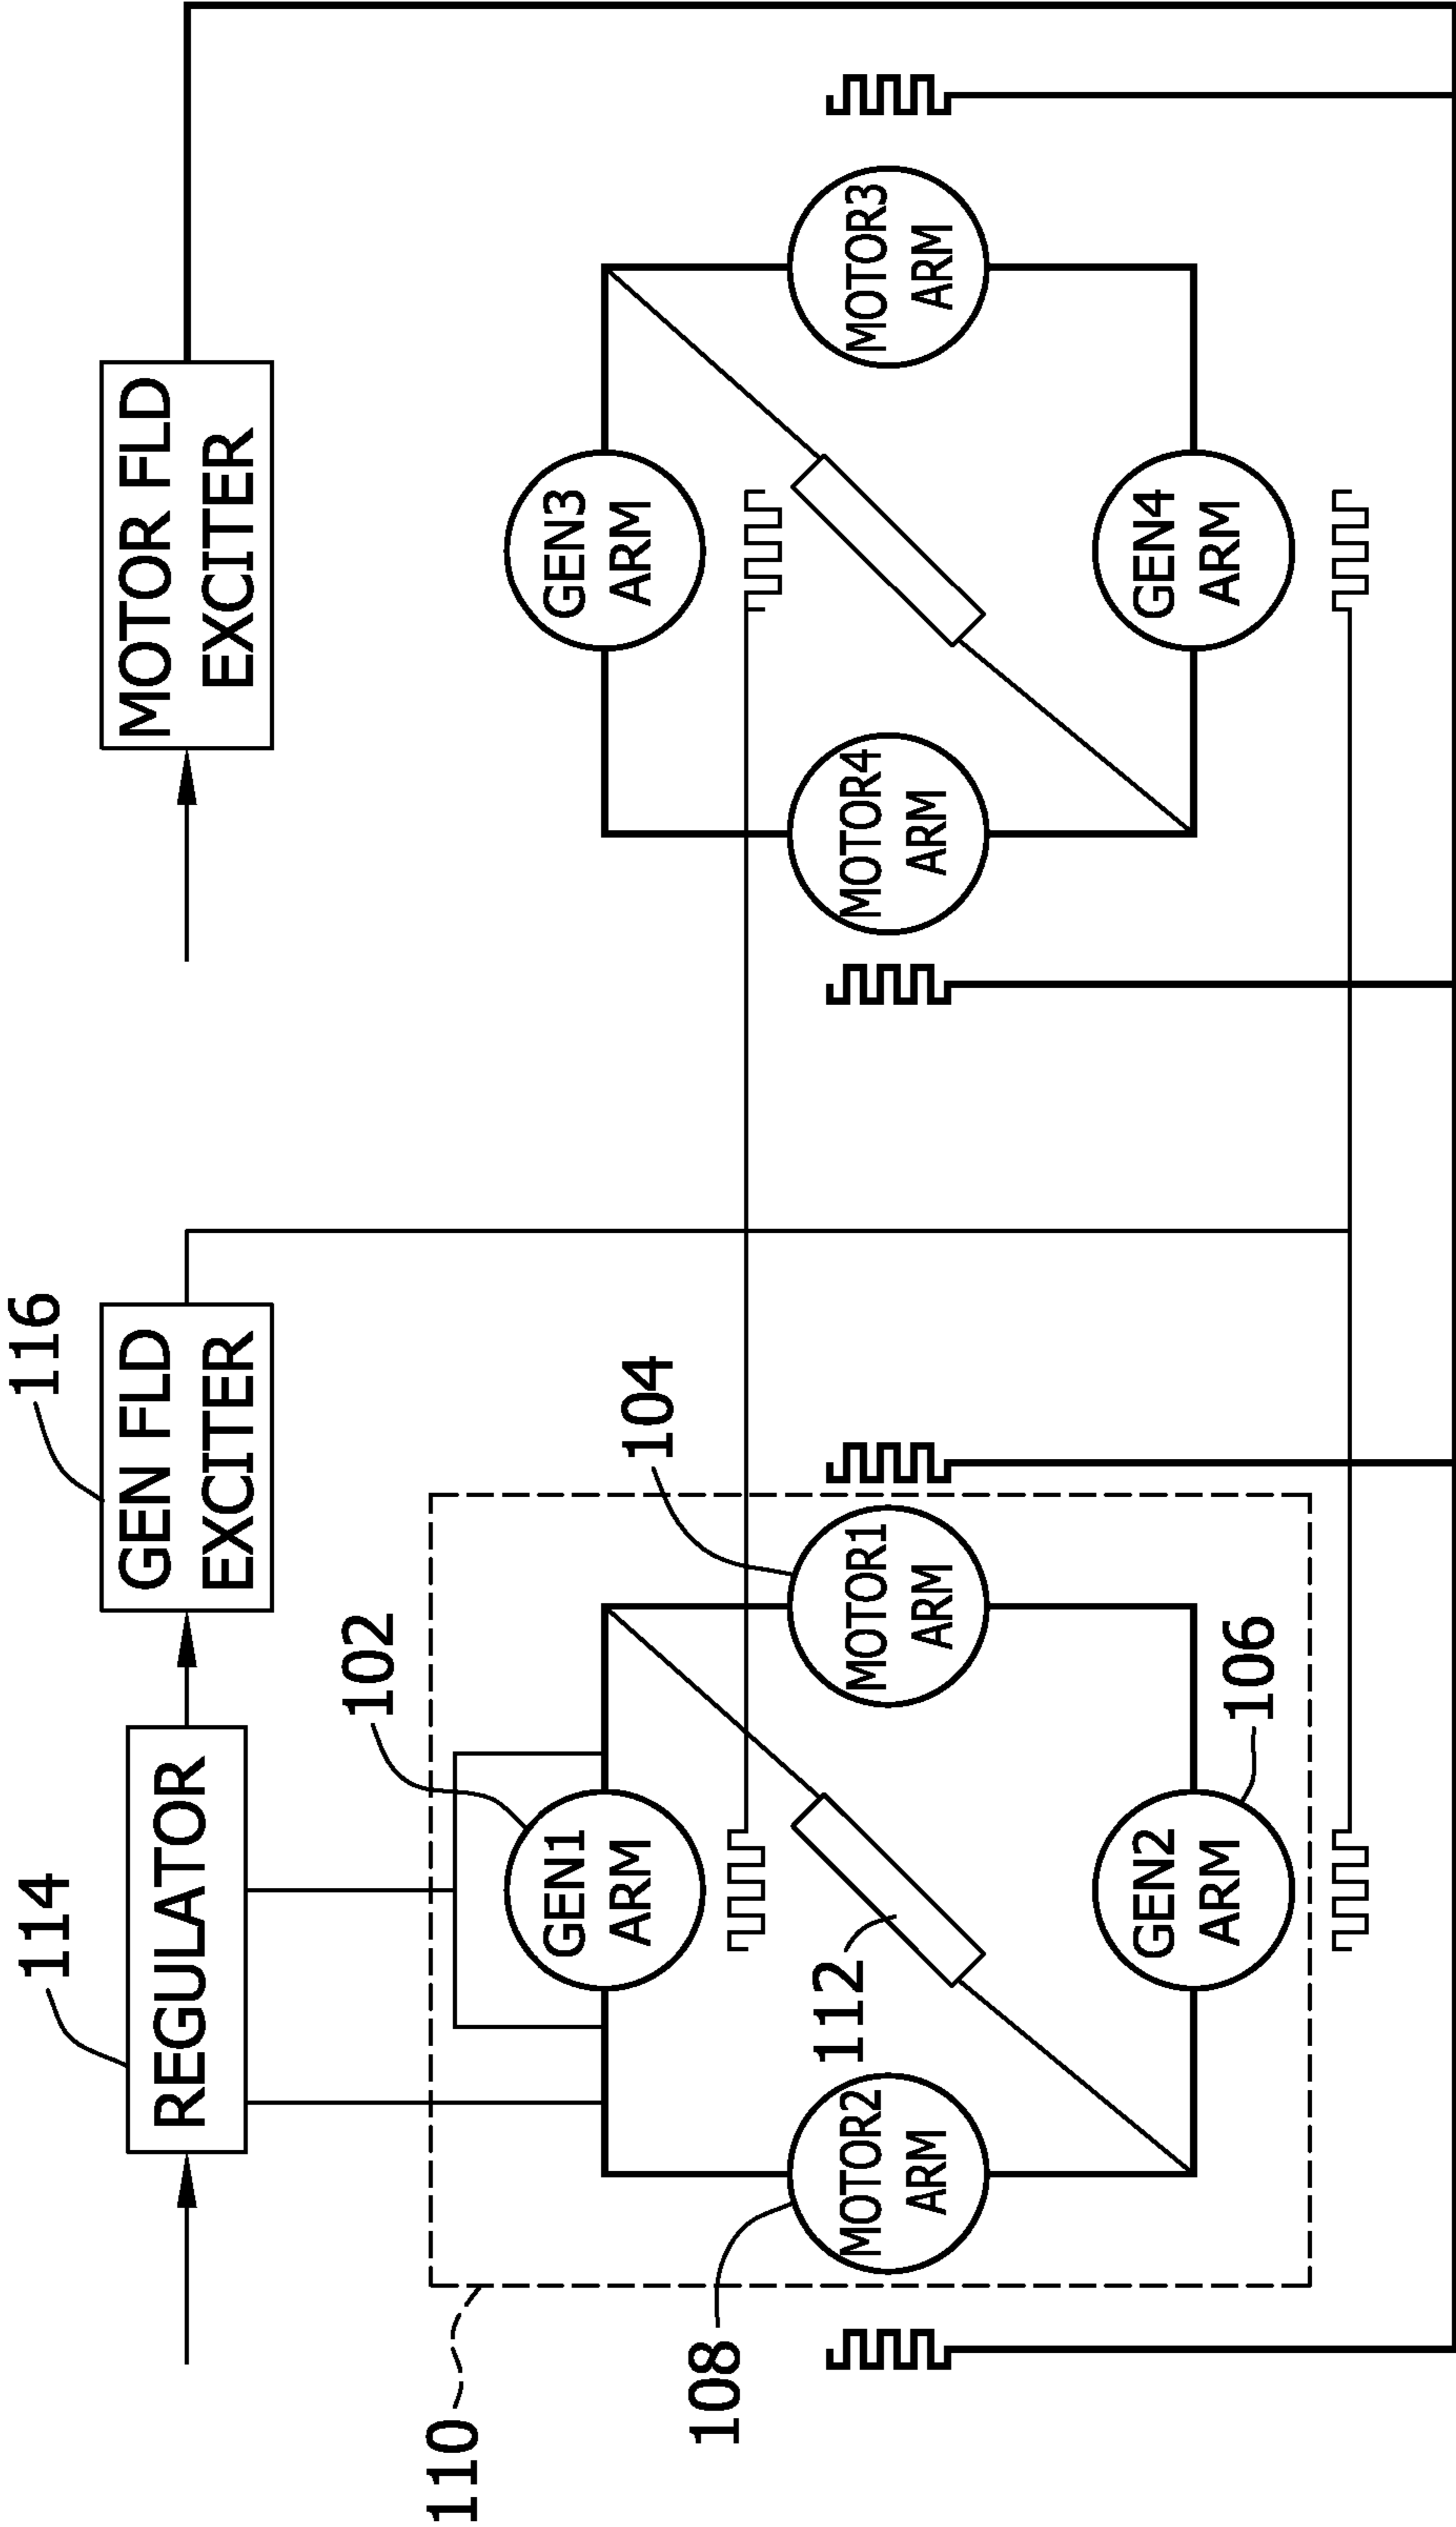 116
114
REGULATOR
GEN FLD
EXCITER
MOTOR FLD
EXCITER
110
102
104
GEN1
ARM
GEN3
ARM
108
MOTOR2
ARM
112
MOTOR1
ARM
MOTOR4
ARM
MOTOR3
ARM
GEN2
ARM
106
GEN4
ARM